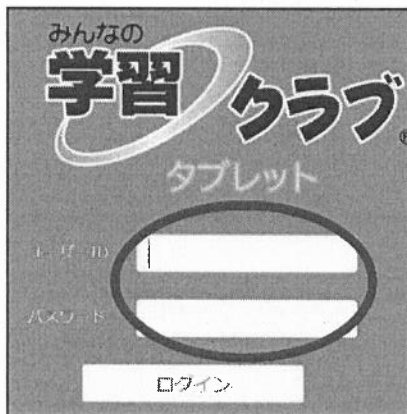 みんなの
学習クラブ®
タブレット
ユーザーID
パスワード
ログイン